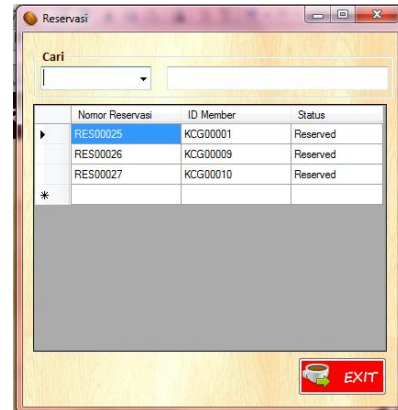 Reservasi
Cari
Nomor Reservasi ID Member Status
RES00025 KCG00001 Reserved
RES00026 KCG00009 Reserved
RES00027 KCG00010 Reserved
EXIT